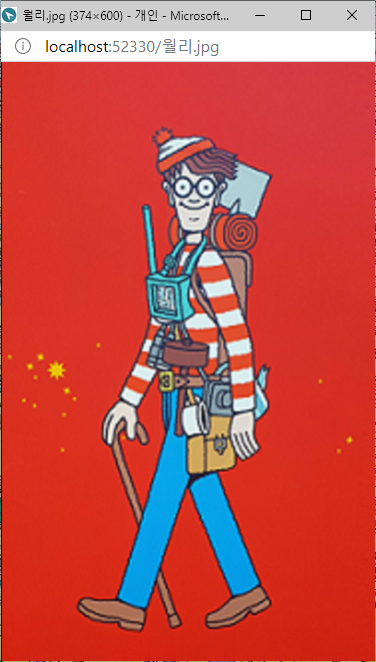 월리.jpg (374×600) - 개인 - Microsoft...
localhost:52330/월리.jpg